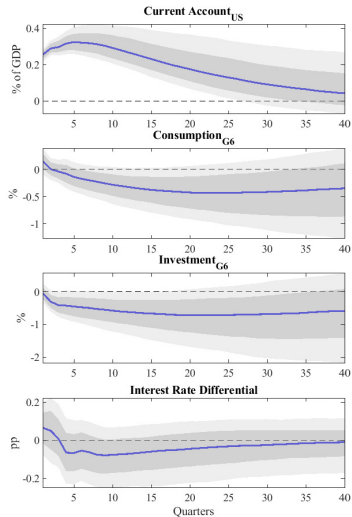 Current Account_US
% of GDP
0.4
0.2
0
5 10 15 20 25 30 35 40
Consumption_G6
%
0
-0.5
-1
5 10 15 20 25 30 35 40
Investment_G6
%
0
-1
-2
5 10 15 20 25 30 35 40
Interest Rate Differential
pp
0.2
0
-0.2
5 10 15 20 25 30 35 40
Quarters